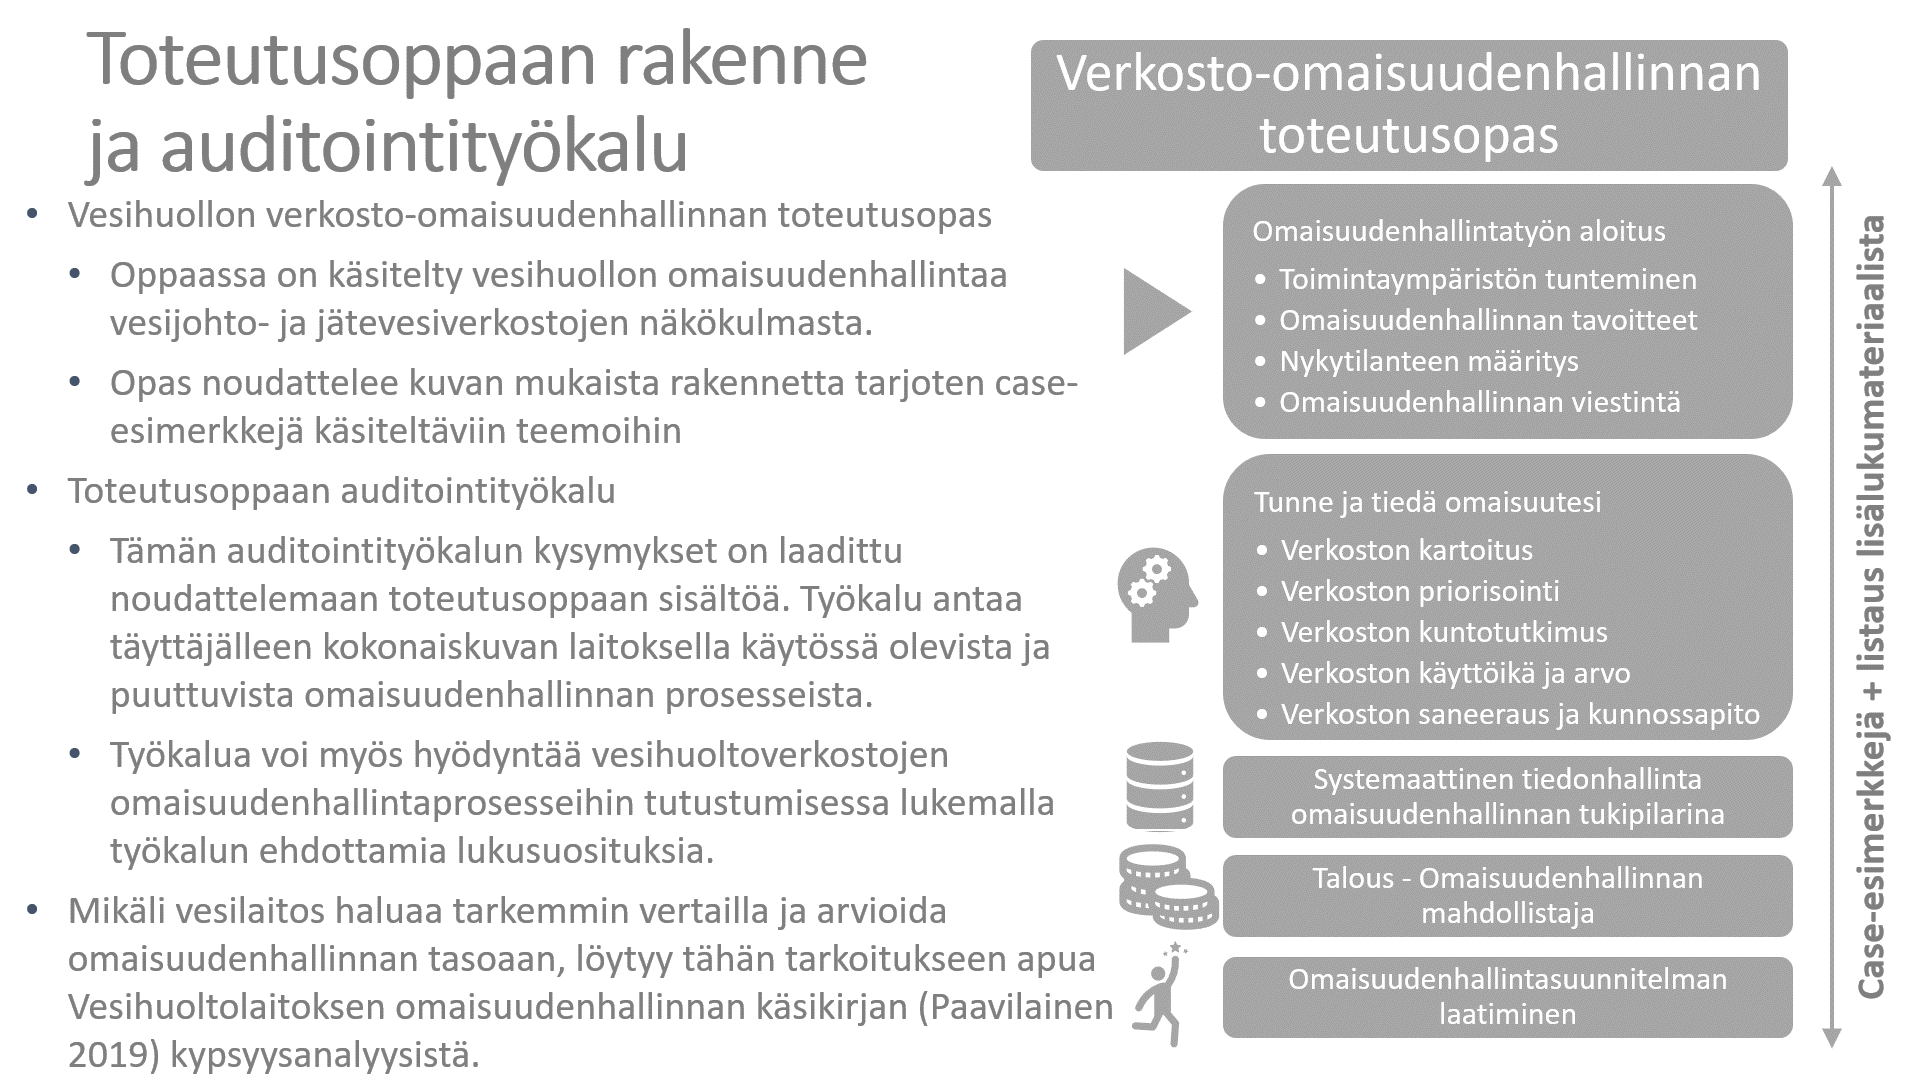 Toteutusoppaan rakenne
ja auditointityökalu
• Vesihuollon verkosto-omaisuudenhallinnan toteutusopas
• Oppaassa on käsitelty vesihuollon omaisuudenhallintaa
vesijohto- ja jätevesiverkostojen näkökulmasta.
• Opas noudattelee kuvan mukaista rakennetta tarjoten case-
esimerkkejä käsiteltäviin teemoihin
• Toteutusoppaan auditointityökalu
• Tämän auditointityökalun kysymykset on laadittu
noudattelemaan toteutusoppaan sisältöä. Työkalu antaa
täyttäjälleen kokonaiskuvan laitoksella käytössä olevista ja
puuttuvista omaisuudenhallinnan prosesseista.
• Työkalua voi myös hyödyntää vesihuoltoverkostojen
omaisuudenhallintaprosesseihin tutustumisessa lukemalla
työkalun ehdottamia lukusuosituksia.
• Mikäli vesilaitos haluaa tarkemmin vertailla ja arvioida
omaisuudenhallinnan tasoaan, löytyy tähän tarkoitukseen apua
Vesihuoltolaitoksen omaisuudenhallinnan käsikirjan (Paavilainen
2019) kypsyysanalyysistä.
Verkosto-omaisuudenhallinnan
toteutusopas
Omaisuudenhallintatyön aloitus
• Toimintaympäristön tunteminen
• Omaisuudenhallinnan tavoitteet
• Nykytilanteen määritys
• Omaisuudenhallinnan viestintä
Tunne ja tiedä omaisuutesi
• Verkoston kartoitus
• Verkoston priorisointi
• Verkoston kuntotutkimus
• Verkoston käyttöikä ja arvo
• Verkoston saneeraus ja kunnossapito
Systemaattinen tiedonhallinta
omaisuudenhallinnan tukipilarina
Talous - Omaisuudenhallinnan
mahdollistaja
Omaisuudenhallintasuunnitelman
laatiminen
Case-esimerkkejä + listaus lisälukumateriaalista